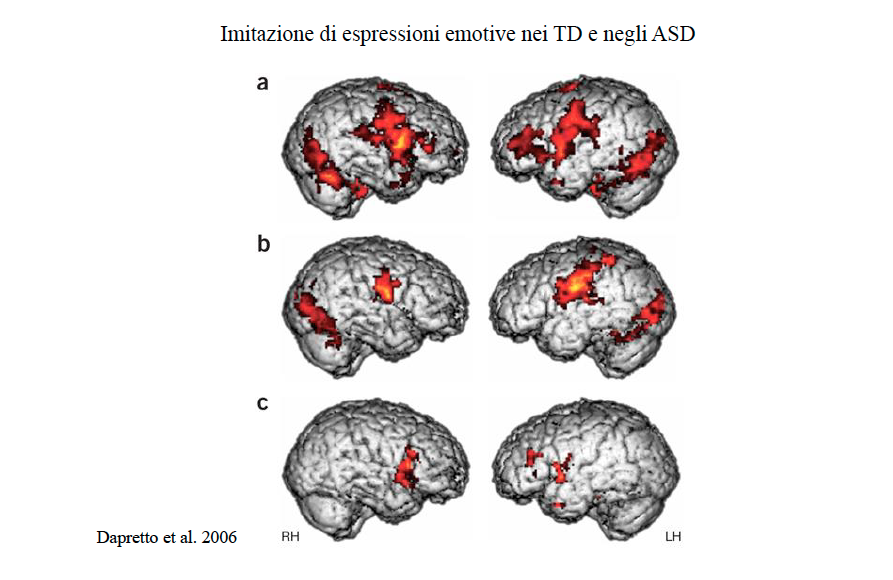 Imitazione di espressioni emotive nei TD e negli ASD
a
b
c
Dapretto et al. 2006
RH
LH